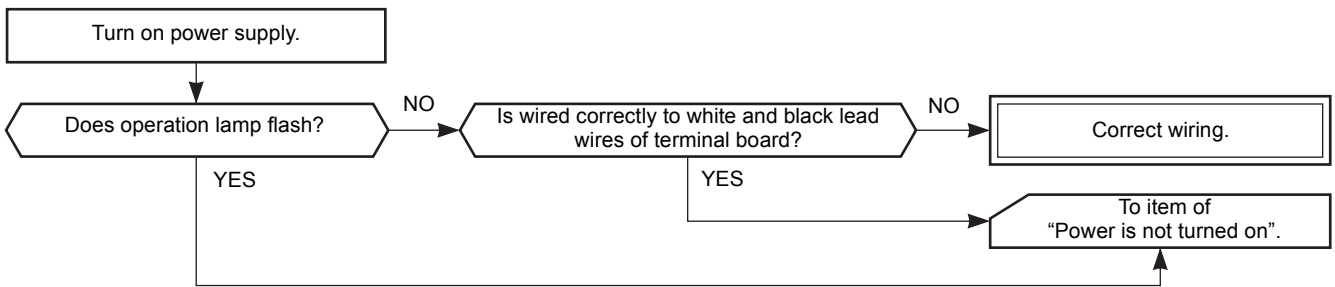 Turn on power supply.
Does operation lamp flash?
NO
YES
Is wired correctly to white and black lead
wires of terminal board?
NO
YES
Correct wiring.
To item of
“Power is not turned on”.